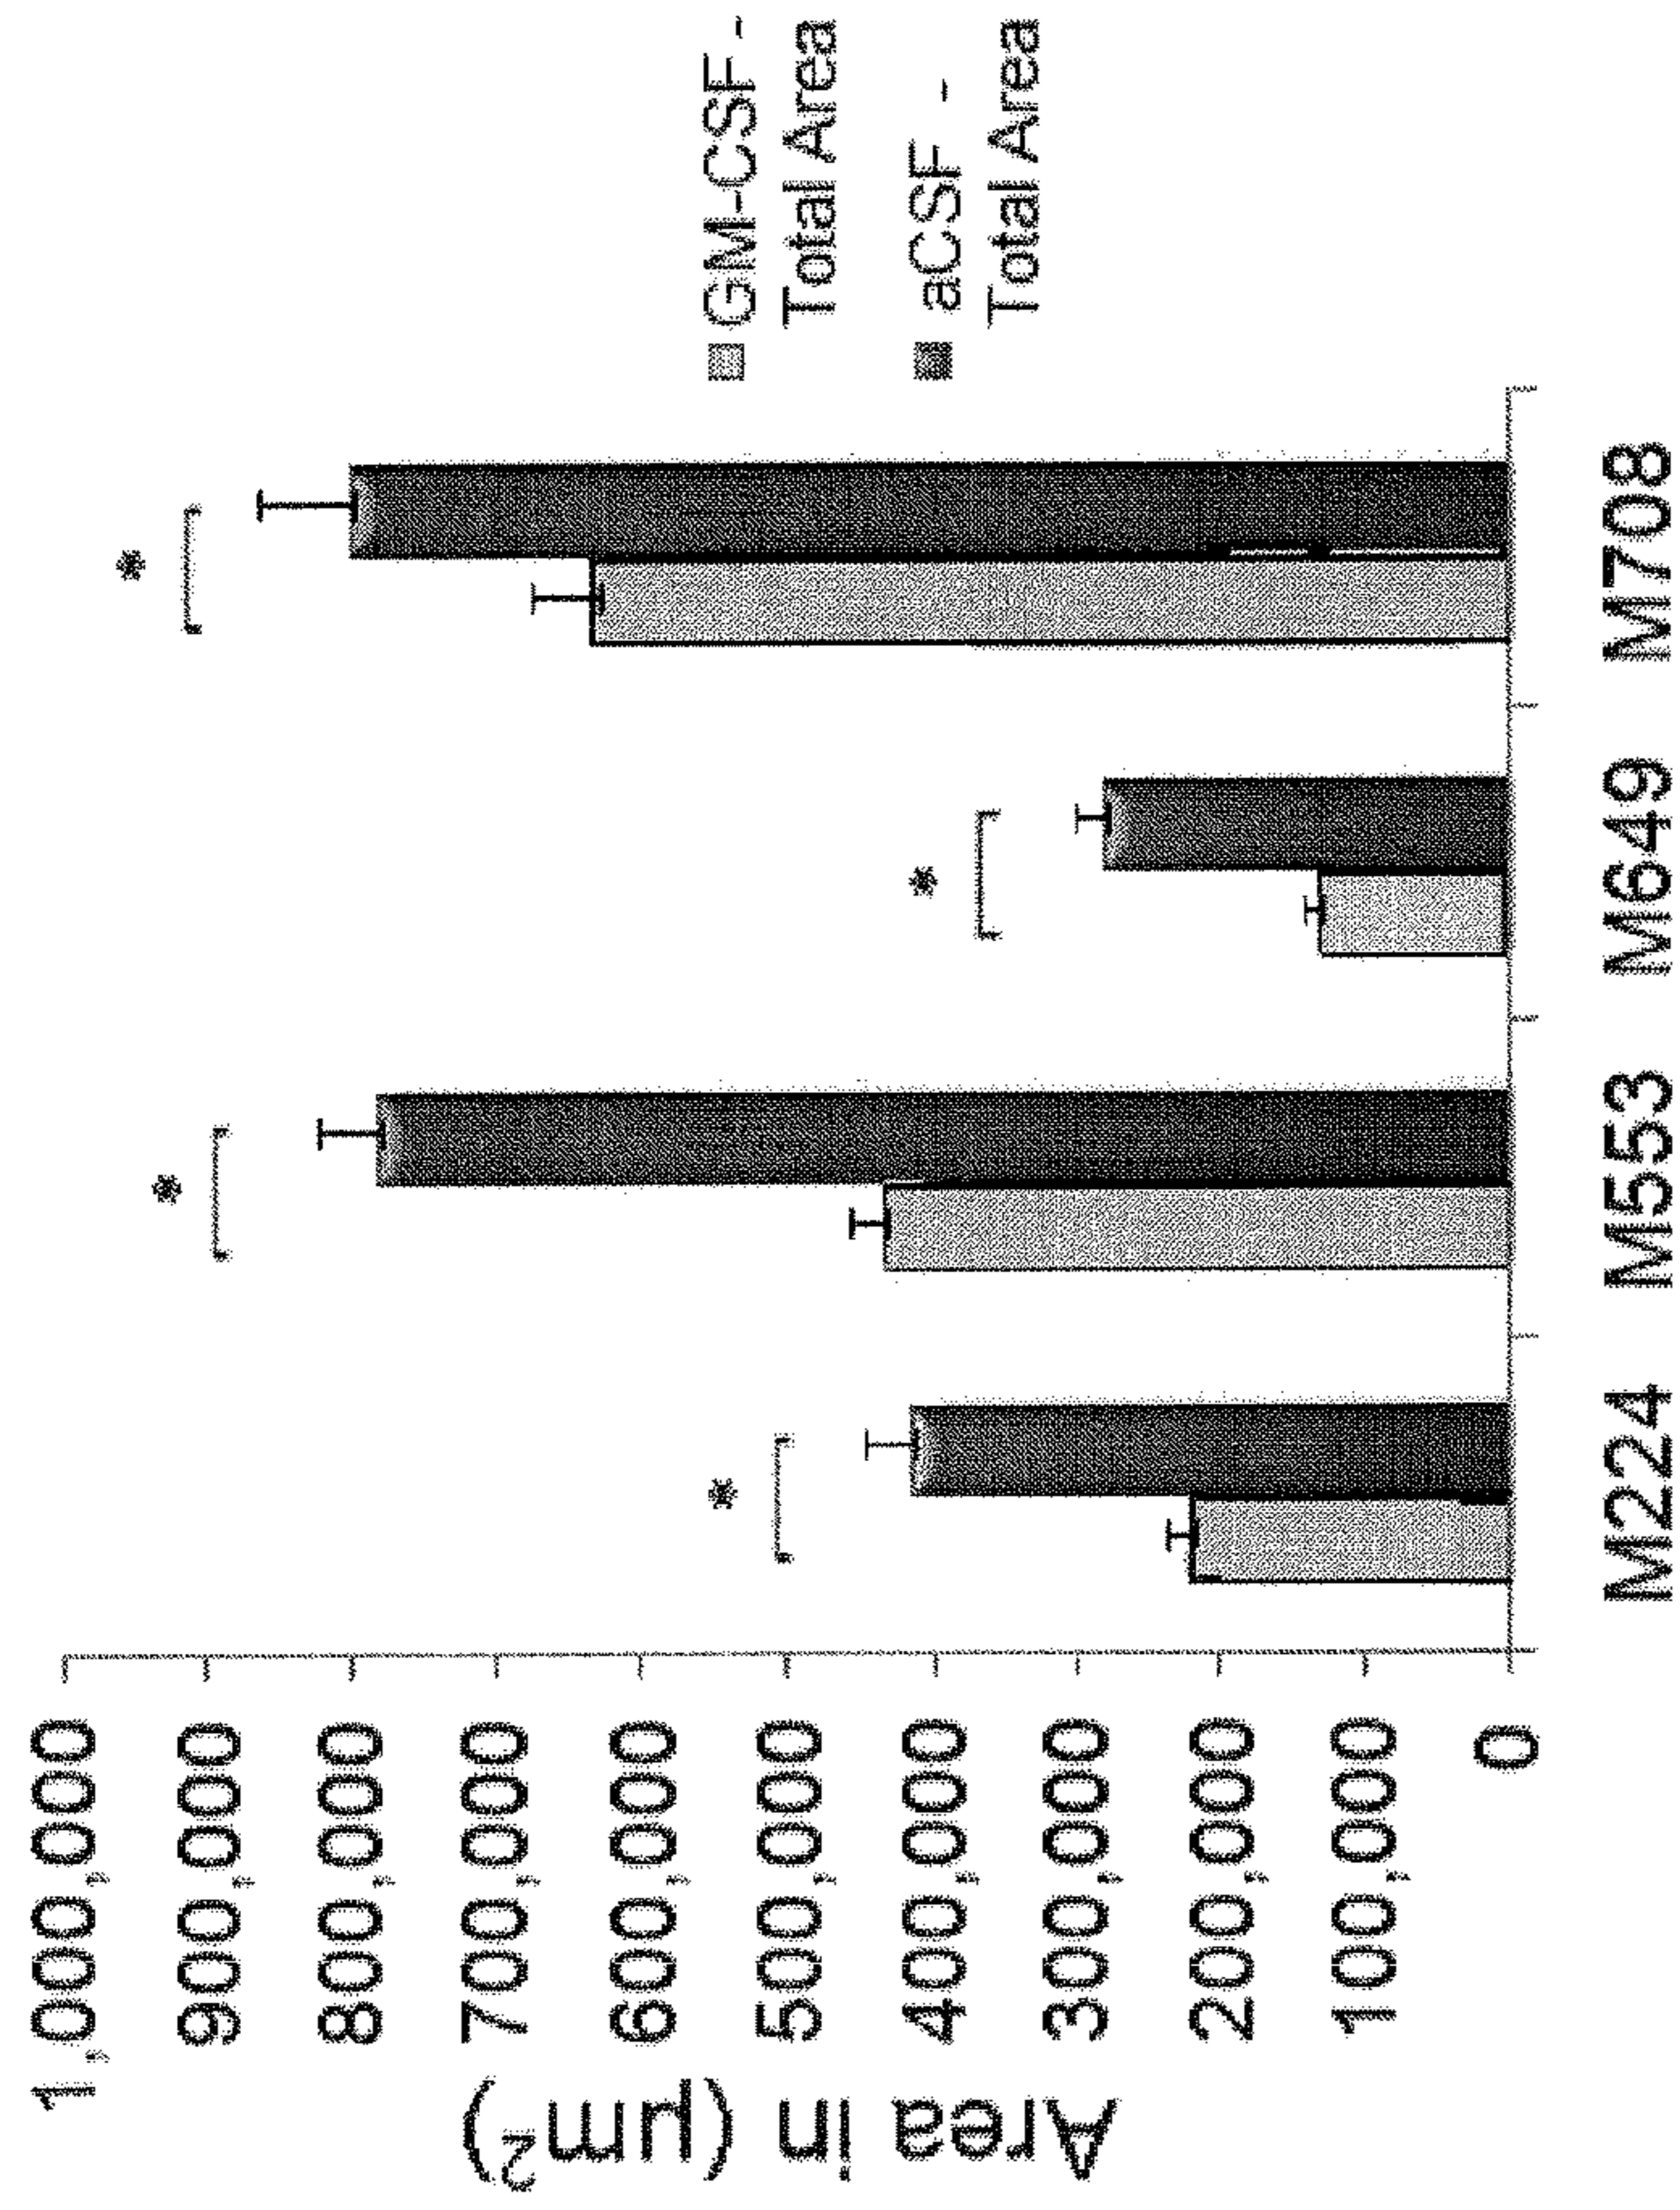 Area in (µm²)
1,000,000
900,000
800,000
700,000
600,000
500,000
400,000
300,000
200,000
100,000
0
*
*
*
*
M224 M553 M649 M708
GM-CSF -
Total Area
aCSF -
Total Area